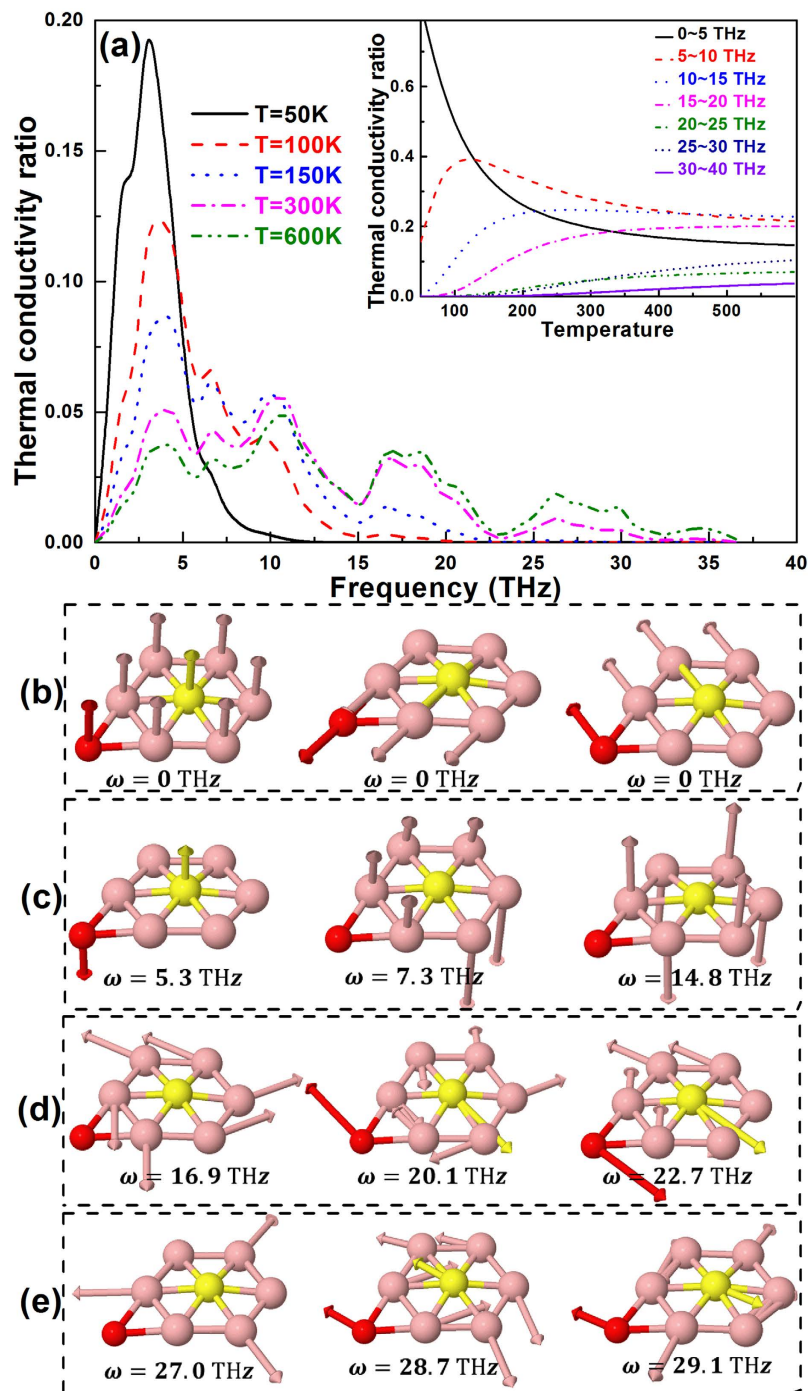 (a)
Thermal conductivity ratio
0.20
0.15
0.10
0.05
0.00
T=50K
T=100K
T=150K
T=300K
T=600K
0 5 10 15 20 25 30 35 40
Frequency (THz)
Thermal conductivity ratio
0.6
0.4
0.2
0.0
0~5 THz
5~10 THz
10~15 THz
15~20 THz
20~25 THz
25~30 THz
30~40 THz
100 200 300 400 500
Temperature
(b)
ω = 0 THz ω = 0 THz ω = 0 THz
(c)
ω = 5.3 THz ω = 7.3 THz ω = 14.8 THz
(d)
ω = 16.9 THz ω = 20.1 THz ω = 22.7 THz
(e)
ω = 27.0 THz ω = 28.7 THz ω = 29.1 THz